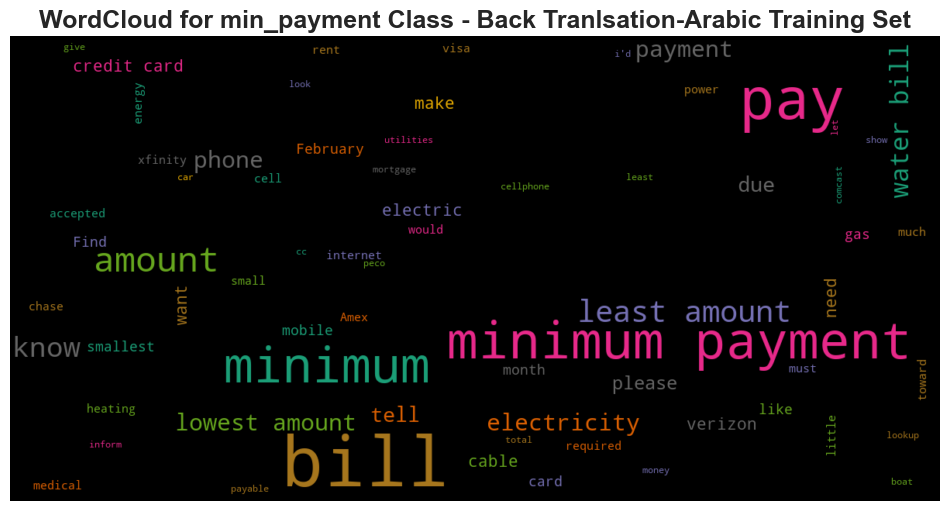 WordCloud for min_payment Class - Back Tranlsation-Arabic Training Set
give
rent
visa
i'd
payment
credit card
look
energy
make
power
pay
water bill
let
show
xfinity
phone
February
utilities
mortgage
car
cell
cellphone
least
due
comcast
accepted
electric
Find
would
gas
much
amount
cc
internet
peco
small
want
need
chase
Amex
least amount
know
smallest
mobile
minimum payment
minimum
month
please
must
toward
heating
lowest amount
tell
electricity
verizon
like
little
lookup
inform
total
required
bill
cable
money
medical
payable
card
boat